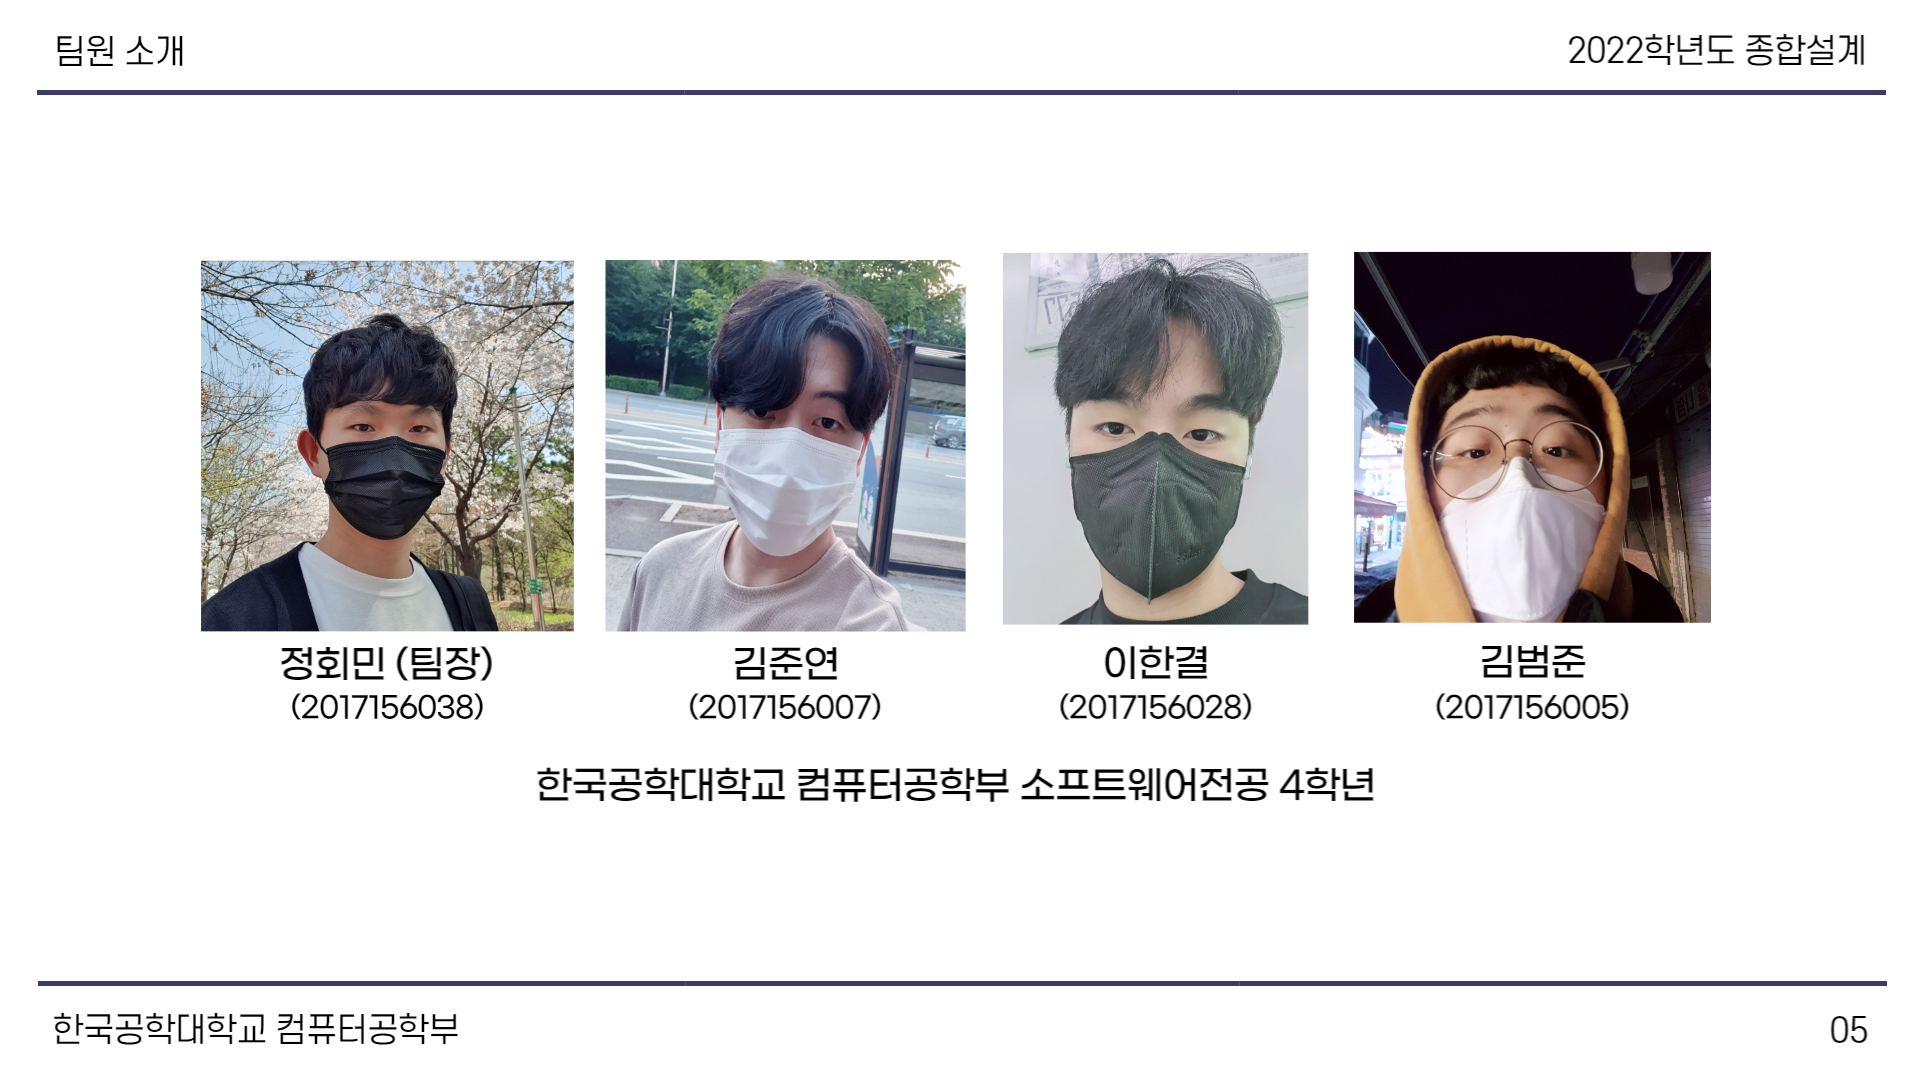 팀원 소개
2022학년도 종합설계
정회민 (팀장)
(2017156038)
김준연
(2017156007)
이한결
(2017156028)
김범준
(2017156005)
한국공학대학교 컴퓨터공학부 소프트웨어전공 4학년
한국공학대학교 컴퓨터공학부
05